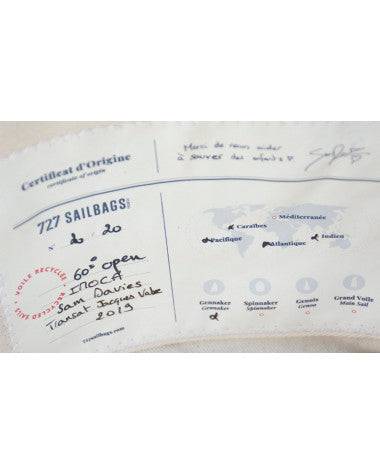 Certificat d'Origine
certificate of origin
Merci de nous aider
à sauver des enfants
727 SAILBAGS
N° 2 20
60° open
IMOCA
Sam Davies
Transat Jacques Vabe
2019
VOILE RECYCLÉE • RECYCLED SAILS •
727sailbags.com
Méditerranée
Caraïbes
Pacifique
Atlantique
Indien
Gennaker
Gennaker
Spinnaker
Spinnaker
Genois
Genoa
Grand Voile
Main Sail